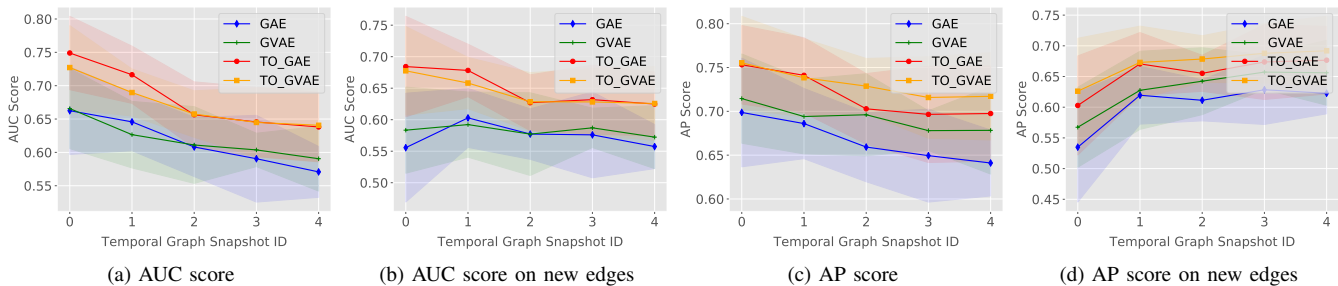 0.80
0.75
0.70
0.65
0.60
0.55
AUC Score
0 1 2 3 4
Temporal Graph Snapshot ID
GAE
GVAE
TO_GAE
TO_GVAE
(a) AUC score
0.65
0.60
0.55
0.50
AUC Score
0 1 2 3 4
Temporal Graph Snapshot ID
GAE
GVAE
TO_GAE
TO_GVAE
(b) AUC score on new edges
0.80
0.75
0.70
0.65
0.60
AP Score
0 1 2 3 4
Temporal Graph Snapshot ID
GAE
GVAE
TO_GAE
TO_GVAE
(c) AP score
0.75
0.70
0.65
0.60
0.55
0.50
0.45
AP Score
0 1 2 3 4
Temporal Graph Snapshot ID
GAE
GVAE
TO_GAE
TO_GVAE
(d) AP score on new edges